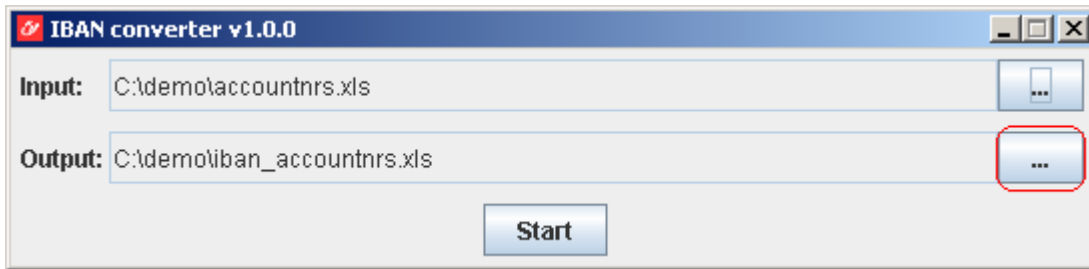 IBAN converter v1.0.0
Input: C:\demo\accountnrs.xls ...
Output: C:\demo\iban_accountnrs.xls ...
Start